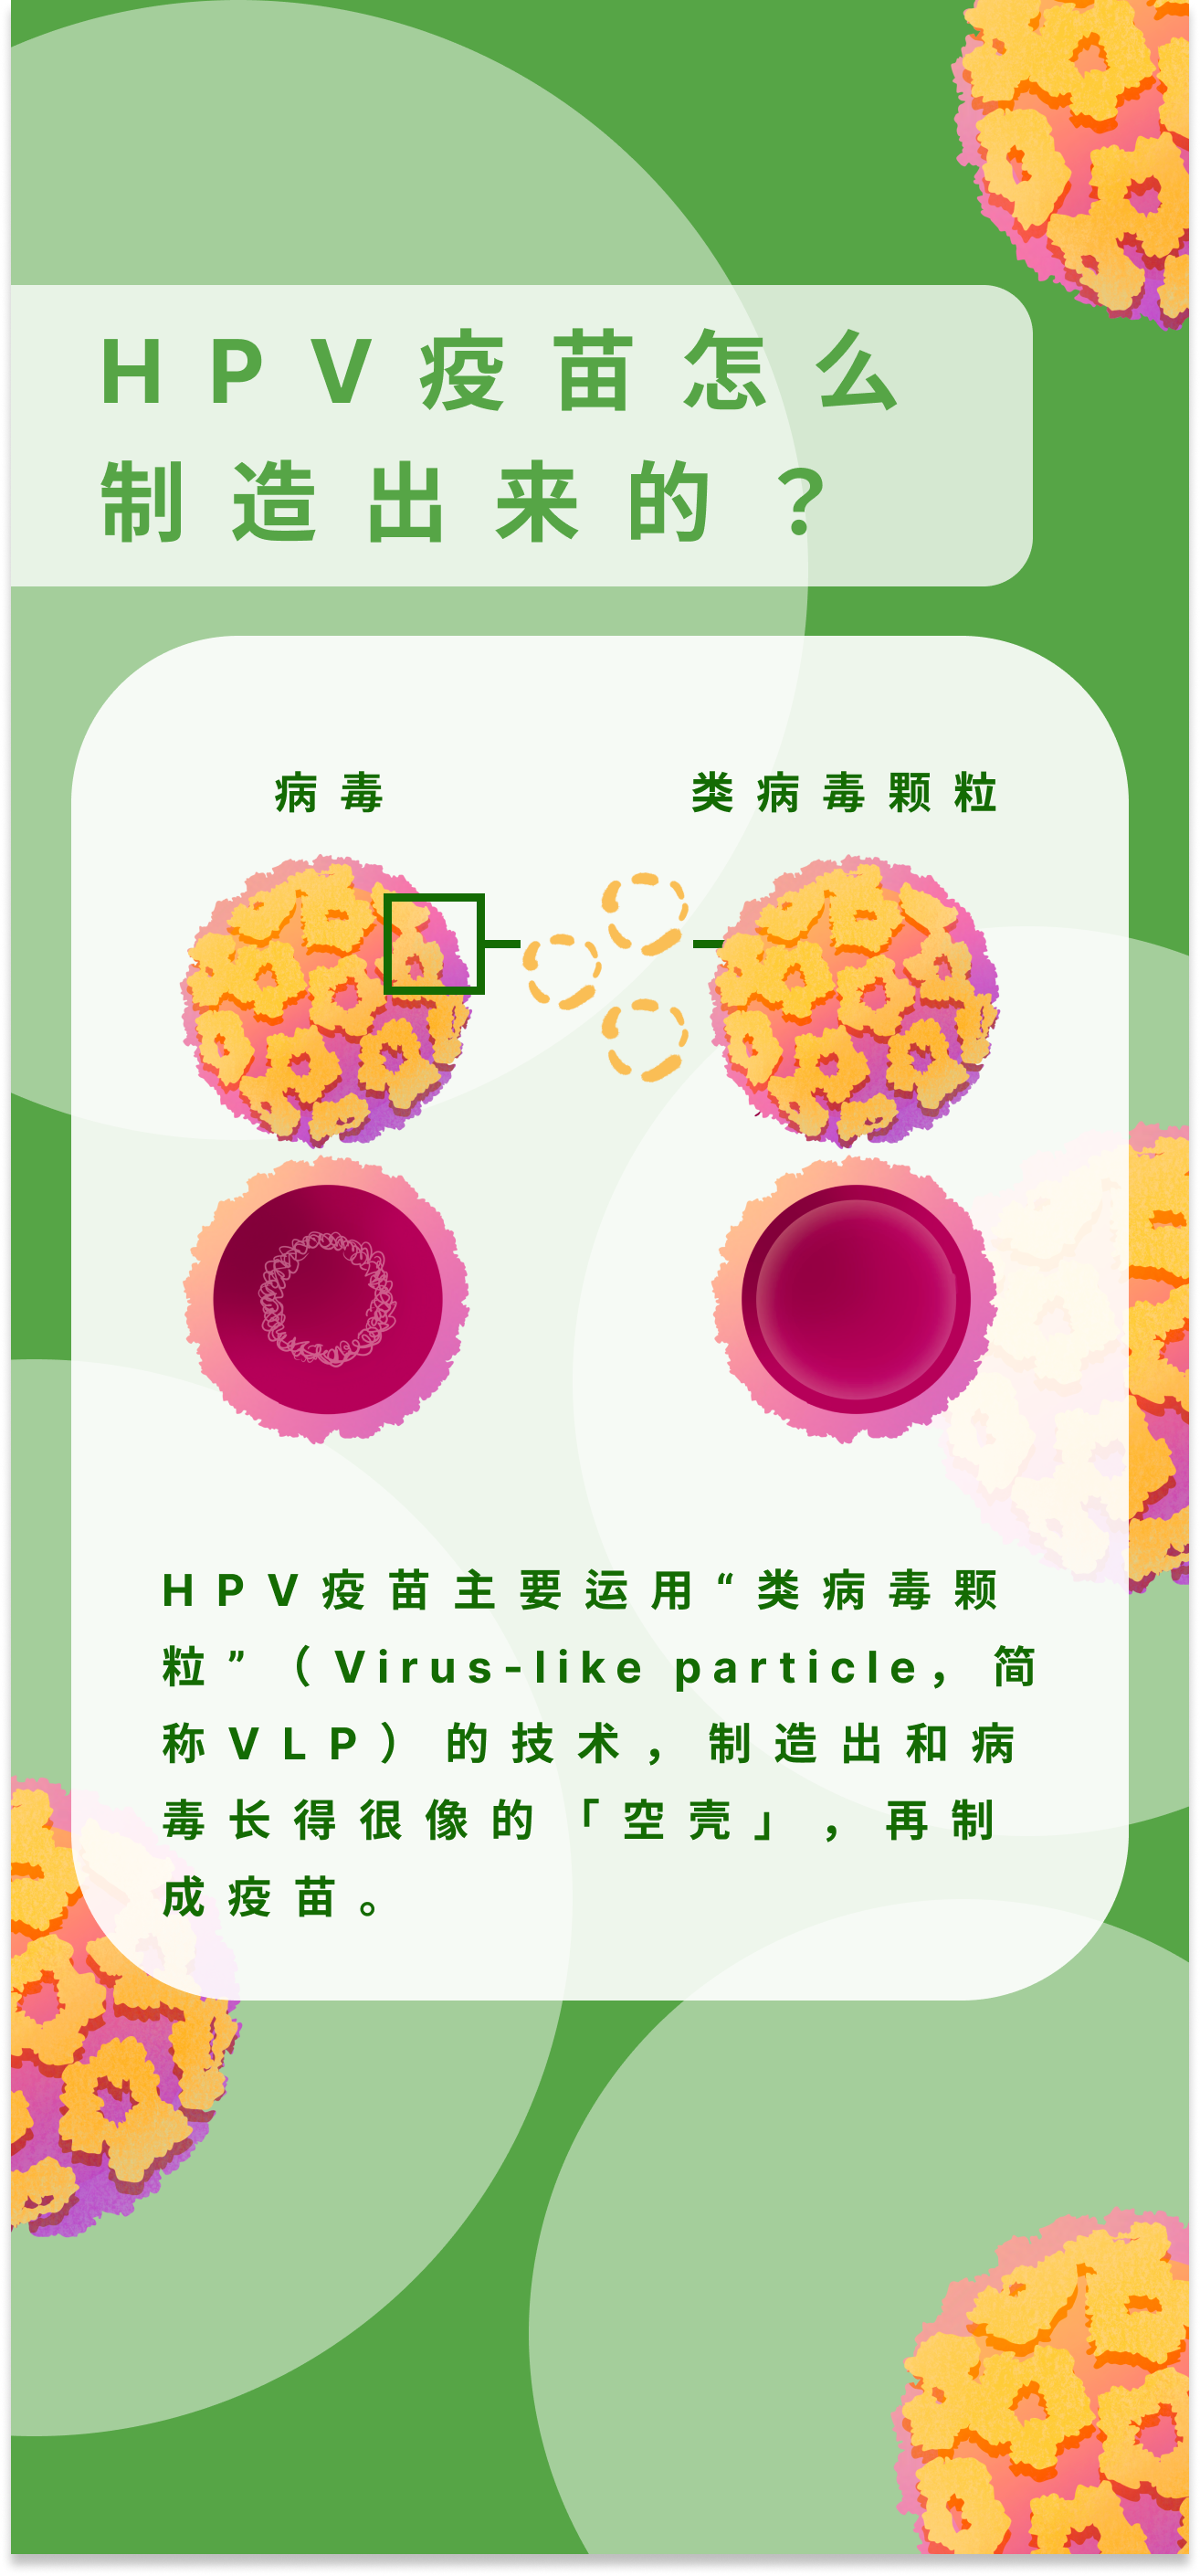 HPV疫苗怎么
制造出来的？
病毒
类病毒颗粒
HPV疫苗主要运用“类病毒颗
粒”（Virus-like particle，简
称VLP）的技术，制造出和病
毒长得很像的「空壳」，再制
成疫苗。